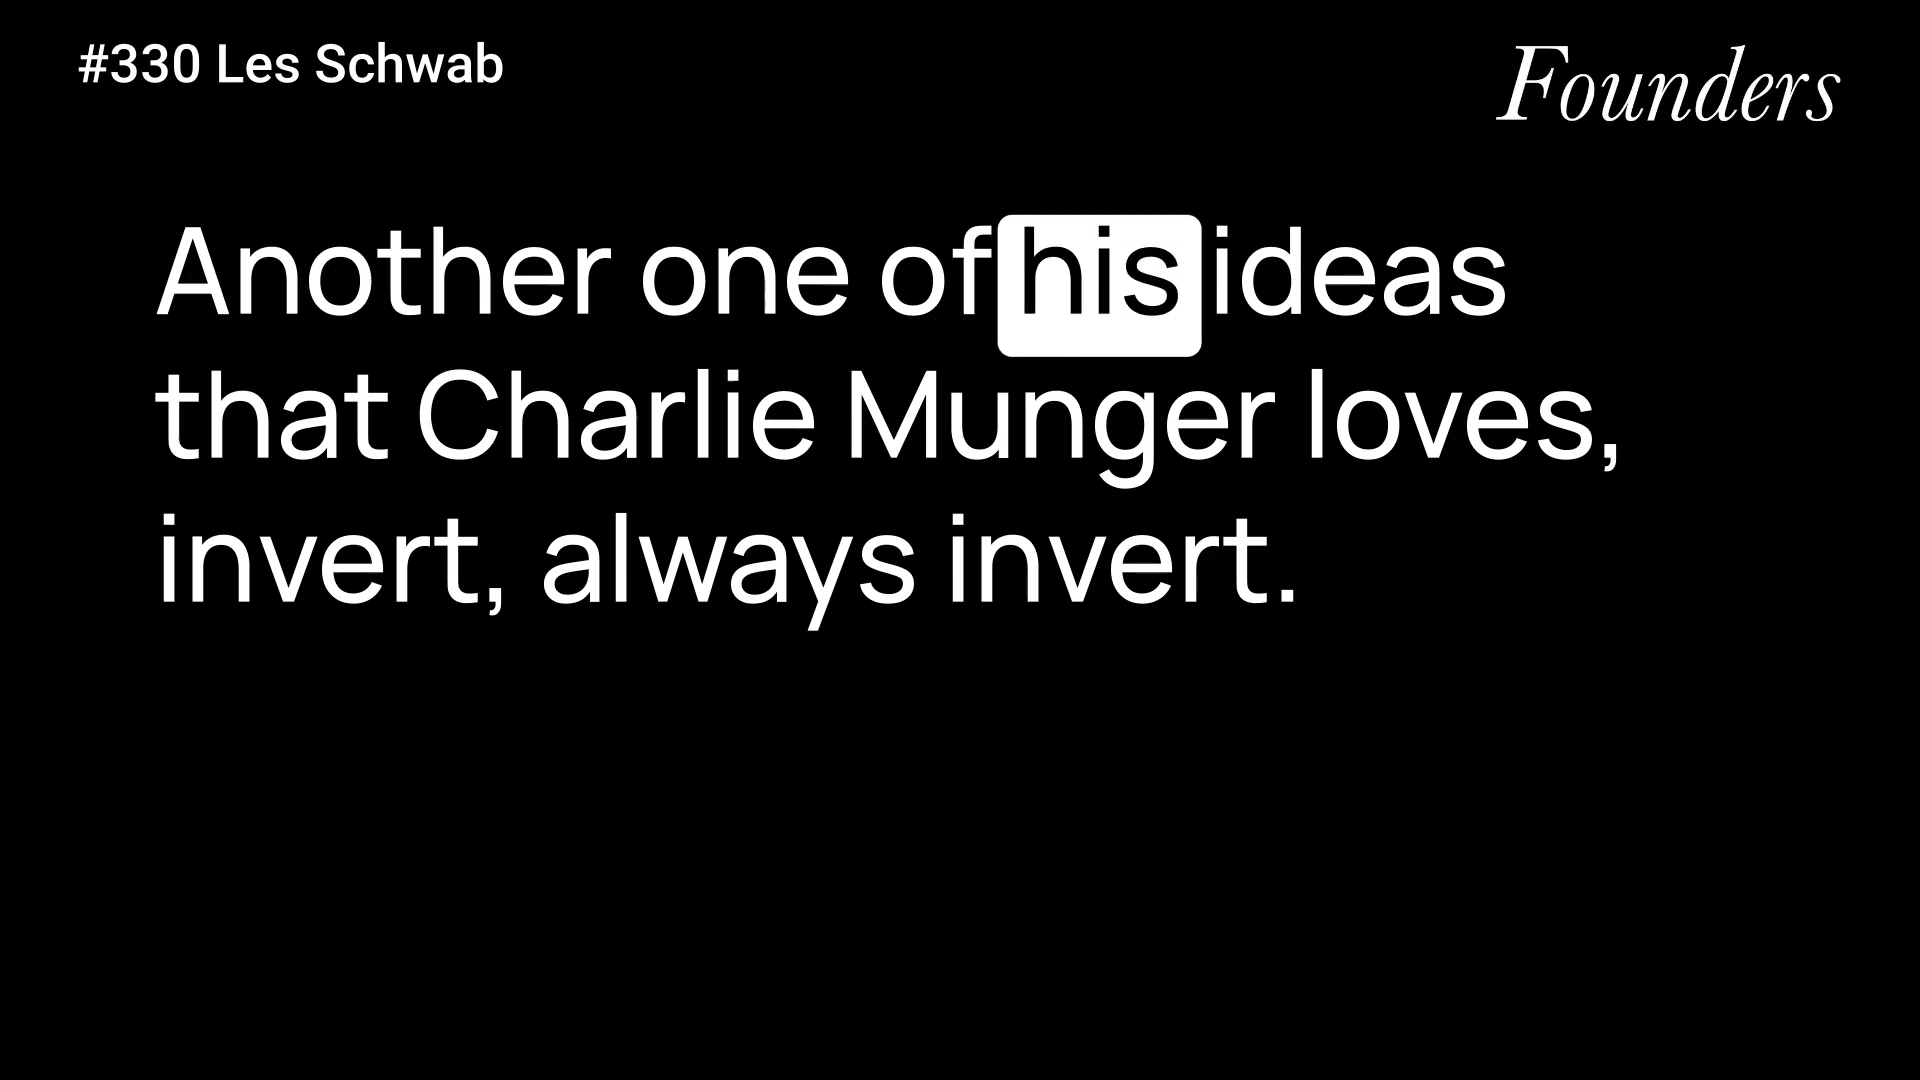 #330 Les Schwab
Founders
Another one of his ideas
that Charlie Munger loves,
invert, always invert.